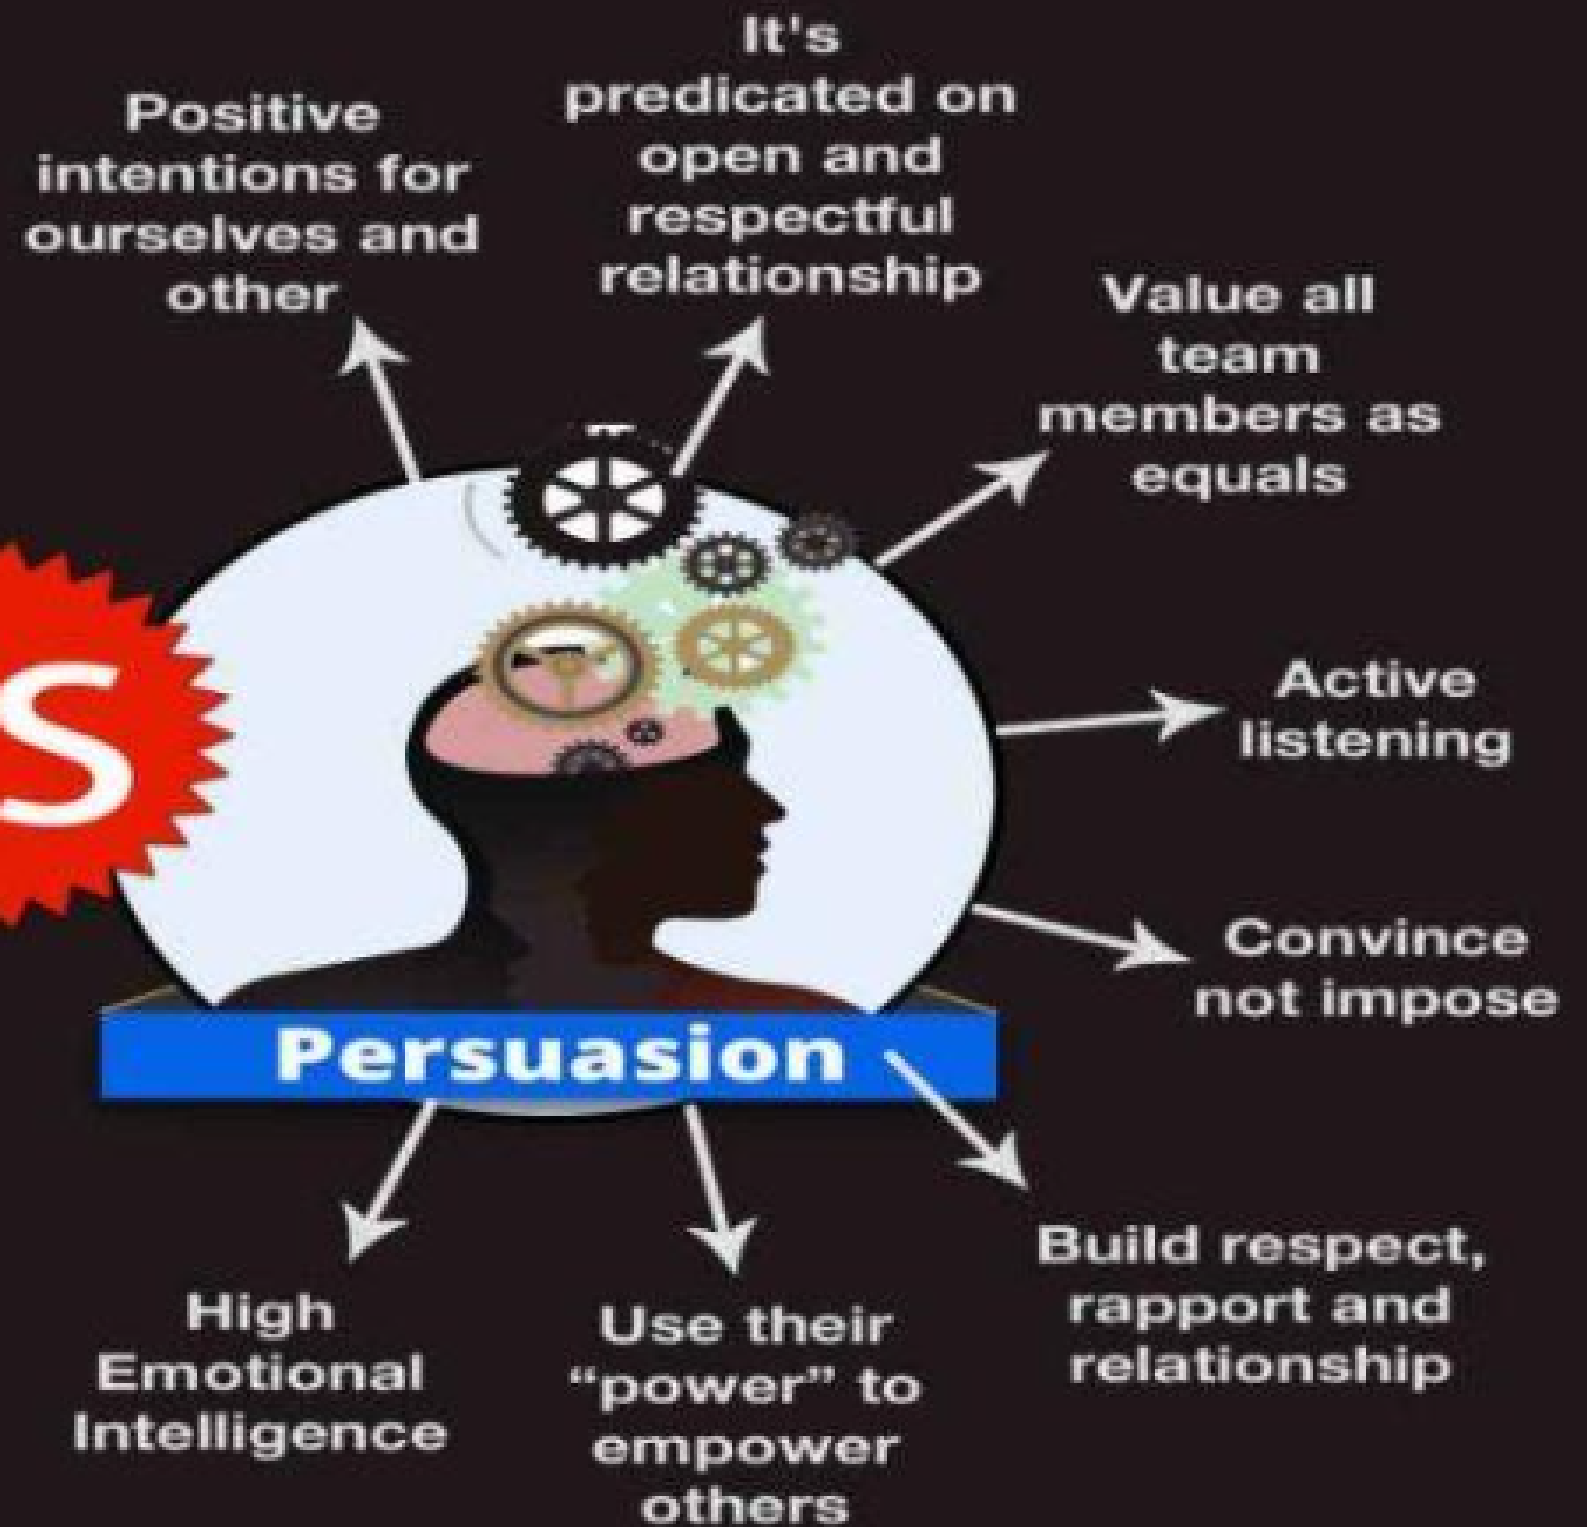 Positive
intentions for
ourselves and
other
It's
predicated on
open and
respectful
relationship
Value all
team
members as
equals
Active
listening
Convince
not impose
Build respect,
rapport and
relationship
Use their
“power” to
empower
others
High
Emotional
Intelligence
S
Persuasion